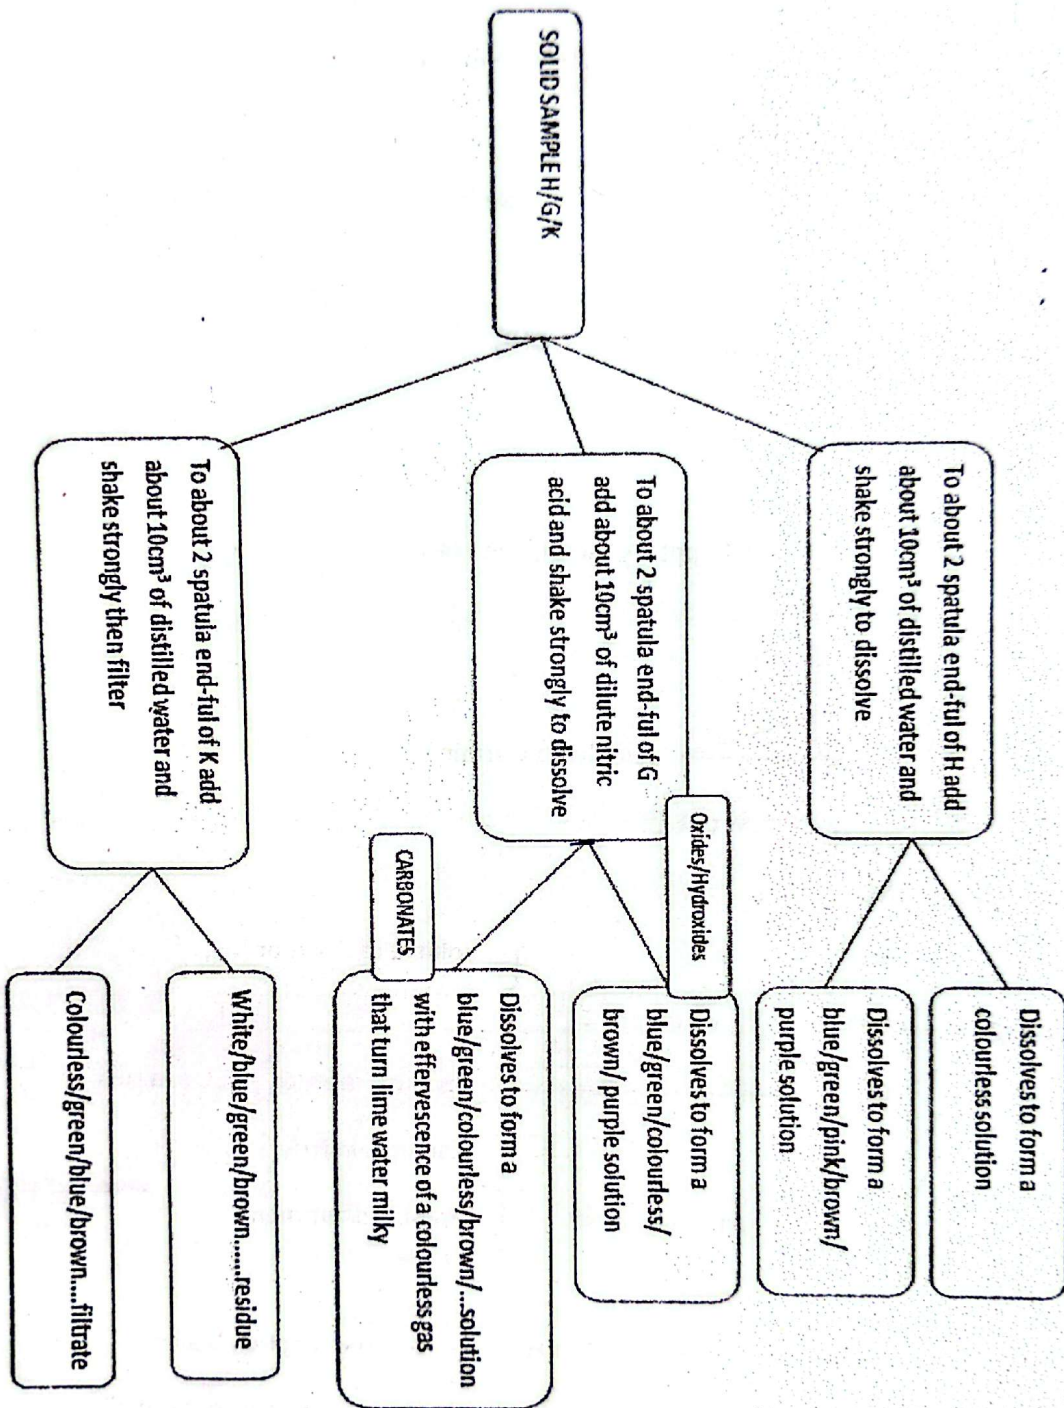 SOLID SAMPLE H/G/K
To about 2 spatula end-ful of H add
about 10cm³ of distilled water and
shake strongly to dissolve
Dissolves to form a
colourless solution
Dissolves to form a
blue/green/pink/brown/
purple solution
To about 2 spatula end-ful of G
add about 10cm³ of dilute nitric
acid and shake strongly to dissolve
Oxides/Hydroxides
Dissolves to form a
blue/green/colourless/
brown/ purple solution
CARBONATES
Dissolves to form a
blue/green/colourless/brown/...solution
with effervescence of a colourless gas
that turn lime water milky
To about 2 spatula end-ful of K add
about 10cm³ of distilled water and
shake strongly then filter
White/blue/green/brown.......residue
Colourless/green/blue/brown....filtrate